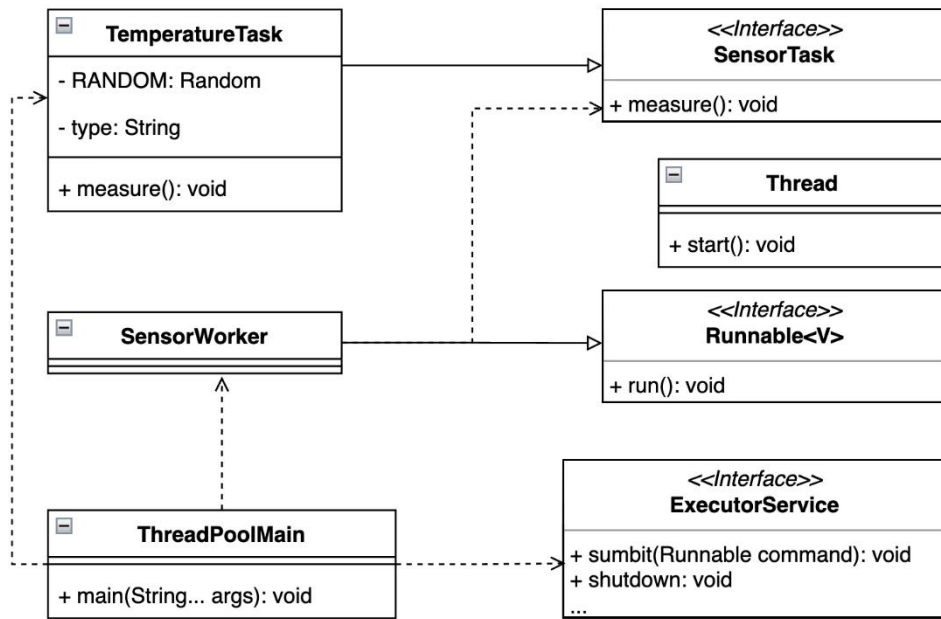 TemperatureTask
- RANDOM: Random
- type: String
+ measure(): void
<<Interface>>
SensorTask
+ measure(): void
Thread
+ start(): void
SensorWorker
<<Interface>>
Runnable<V>
+ run(): void
ThreadPoolMain
+ main(String... args): void
<<Interface>>
ExecutorService
+ sumbit(Runnable command): void
+ shutdown: void
...